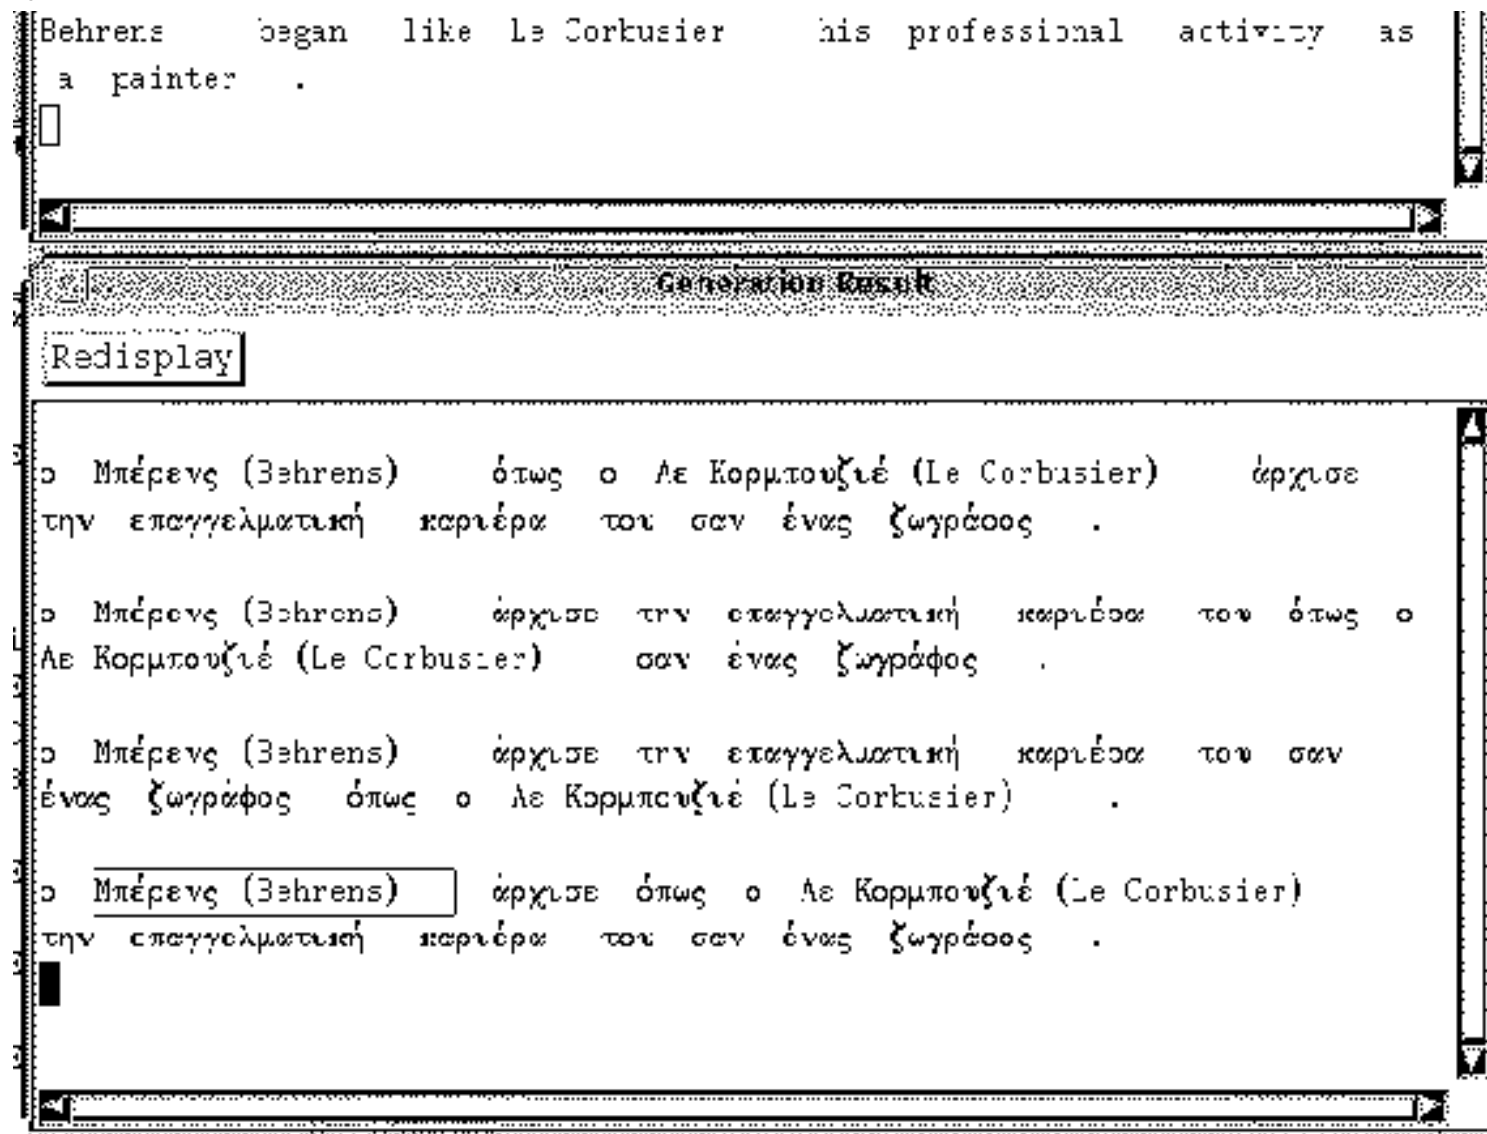 Behrens began like Le Corbusier his professional activity as
a painter .
Generation Result
Redisplay
ο Μπέρενς (Behrens) όπως ο Λε Κορμπουζιέ (Le Corbusier) άρχισε
την επαγγελματική καριέρα του σαν ένας ζωγράφος .
ο Μπέρενς (Behrens) άρχισε την επαγγελματική καριέρα του όπως ο
Λε Κορμπουζιέ (Le Corbusier) σαν ένας ζωγράφος .
ο Μπέρενς (Behrens) άρχισε την επαγγελματική καριέρα του σαν
ένας ζωγράφος όπως ο Λε Κορμπουζιέ (Le Corbusier) .
ο Μπέρενς (Behrens) άρχισε όπως ο Λε Κορμπουζιέ (Le Corbusier)
την επαγγελματική καριέρα του σαν ένας ζωγράφος .